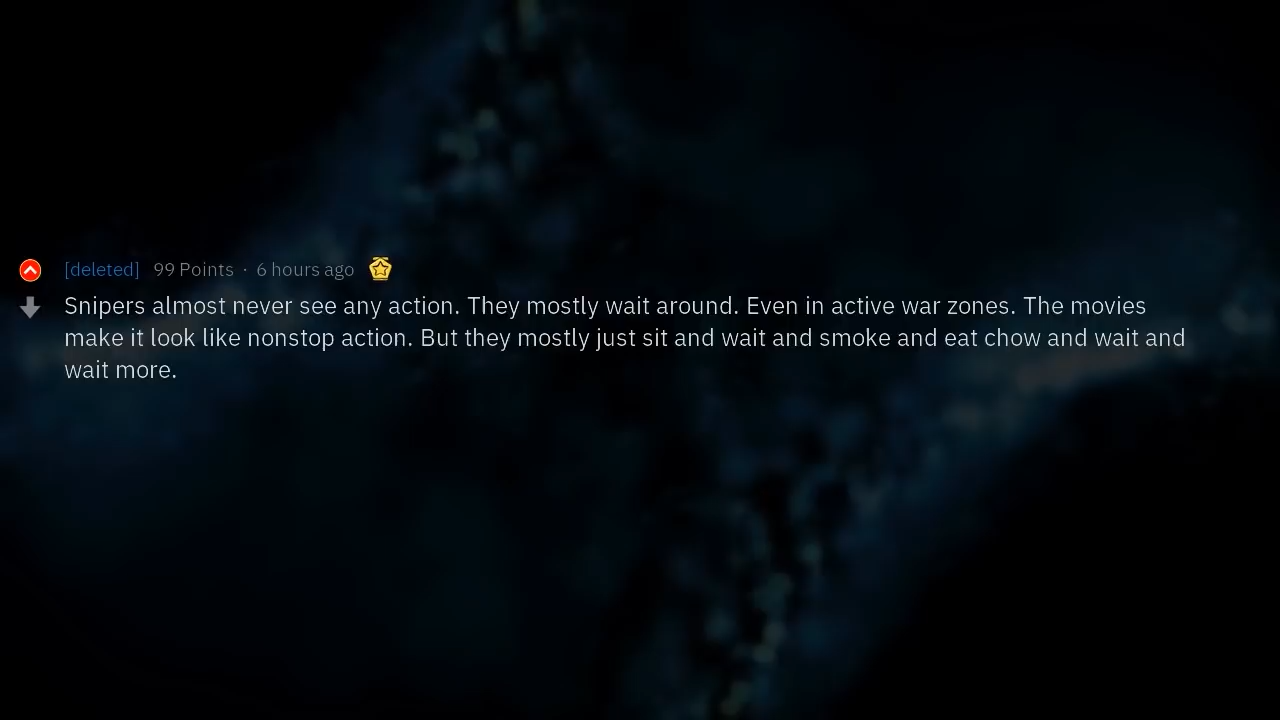 [deleted] 99 Points · 6 hours ago
Snipers almost never see any action. They mostly wait around. Even in active war zones. The movies
make it look like nonstop action. But they mostly just sit and wait and smoke and eat chow and wait and
wait more.